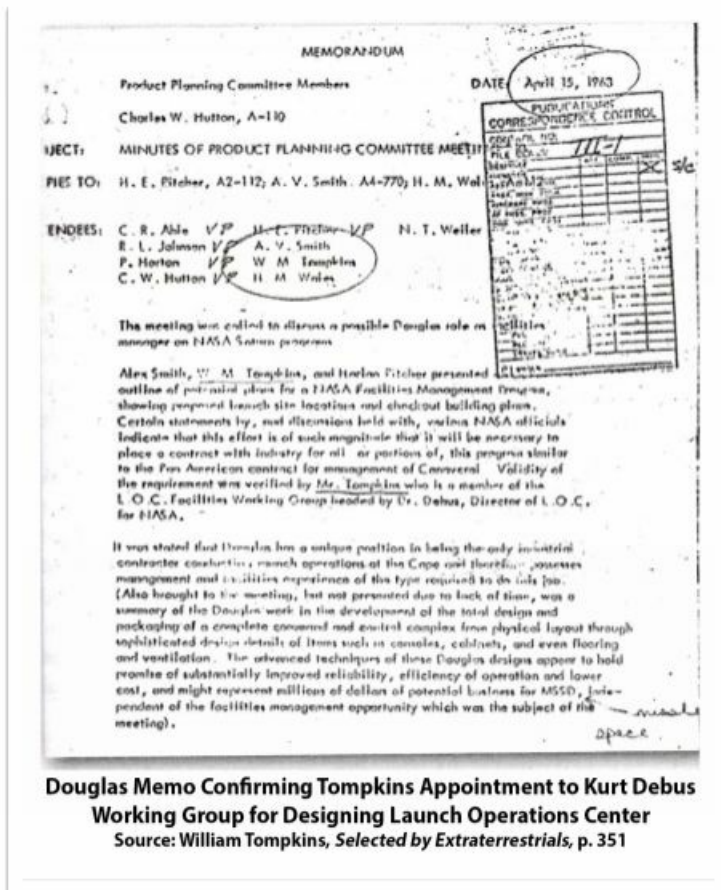 MEMORANDUM
Product Planning Committee Members
DATE: April 15, 1963
Charles W. Hutton, A-110
PUBLICATIONS
CORRESPONDENCE CONTROL
III-1
JECT: MINUTES OF PRODUCT PLANNING COMMITTEE
PIES TO: H. E. Pitcher, A2-112; A. V. Smith. A4-770; H. M.
ENDEES: C. R. Able VP H. E. Pitcher VP N. T. Weller
R. L. Johnson VP A. V. Smith
P. Horton VP W M Tompkins
C. W. Hutton VP H M Wales
The meeting was called to discuss a possible Douglas role as
manager on NASA Saturn program
Alex Smith, W M Tompkins, and Harlan Pitcher presented
outline of potential plans for a NASA Facilities Management Program,
showing proposed launch site locations and checkout building plans.
Certain statements by, and discussions held with, various NASA officials
indicate that this effort is of such magnitude that it will be necessary to
place a contract with industry for all or portions of, this program similar
to the Pan American contract for management of Canaveral Validity of
the requirement was verified by Mr. Tompkins who is a member of the
L O.C. Facilities Working Group headed by Dr. Debus, Director of L.O.C.
for NASA.
It was stated that Douglas has a unique position in being the only industrial
contractor conducting launch operations at the Cape and therefore possesses
management and facilities experience of the type required to do this job.
(Also brought to the meeting, but not presented due to lack of time, was a
summary of the Douglas work in the development of the total design and
packaging of a complete command and control complex from physical layout through
sophisticated design details of items such as consoles, cabinets, and even flooring
and ventilation. The advanced techniques of these Douglas designs appear to hold
promise of substantially improved reliability, efficiency of operation and lower
cost, and might represent millions of dollars of potential business for MSSD, inde-
pendent of the facilities management opportunity which was the subject of the
meeting).
space
Douglas Memo Confirming Tompkins Appointment to Kurt Debus
Working Group for Designing Launch Operations Center
Source: William Tompkins, Selected by Extraterrestrials, p. 351